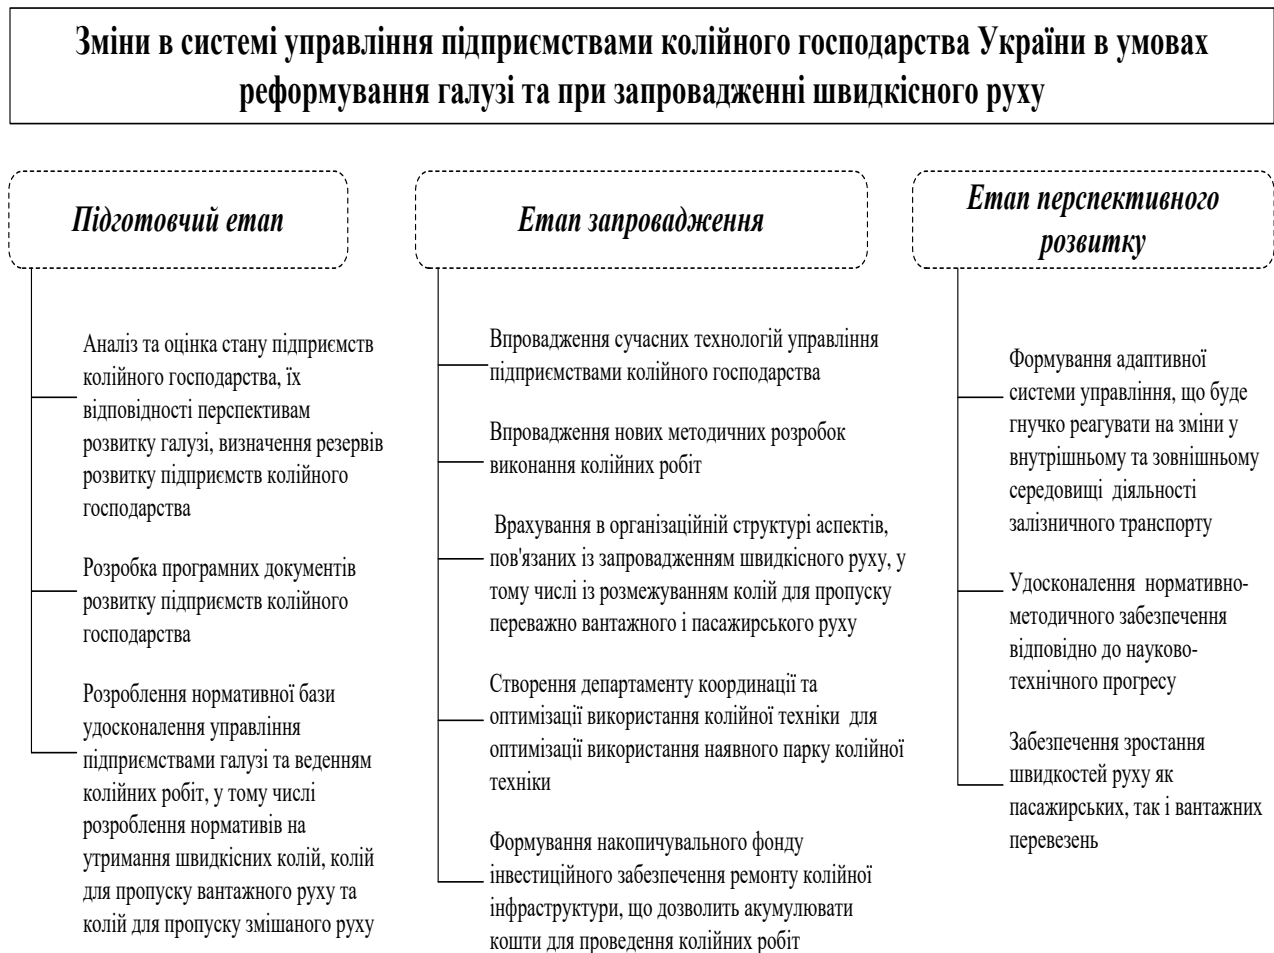 Зміни в системі управління підприємствами колійного господарства України в умовах
реформування галузі та при запровадженні швидкісного руху
Підготовчий етап
Аналіз та оцінка стану підприємств
колійного господарства, їх
відповідності перспективам
розвитку галузі, визначення резервів
розвитку підприємств колійного
господарства
Розробка програмних документів
розвитку підприємств колійного
господарства
Розроблення нормативної бази
удосконалення управління
підприємствами галузі та веденням
колійних робіт, у тому числі
розроблення нормативів на
утримання швидкісних колій, колій
для пропуску вантажного руху та
колій для пропуску змішаного руху
Етап запровадження
Впровадження сучасних технологій управління
підприємствами колійного господарства
Впровадження нових методичних розробок
виконання колійних робіт
Врахування в організаційній структурі аспектів,
пов'язаних із запровадженням швидкісного руху, у
тому числі із розмежуванням колій для пропуску
переважно вантажного і пасажирського руху
Створення департаменту координації та
оптимізації використання колійної техніки для
оптимізації використання наявного парку колійної
техніки
Формування накопичувального фонду
інвестиційного забезпечення ремонту колійної
інфраструктури, що дозволить акумулювати
кошти для проведення колійних робіт
Етап перспективного
розвитку
Формування адаптивної
системи управління, що буде
гнучко реагувати на зміни у
внутрішньому та зовнішньому
середовищі діяльності
залізничного транспорту
Удосконалення нормативно-
методичного забезпечення
відповідно до науково-
технічного прогресу
Забезпечення зростання
швидкостей руху як
пасажирських, так і вантажних
перевезень